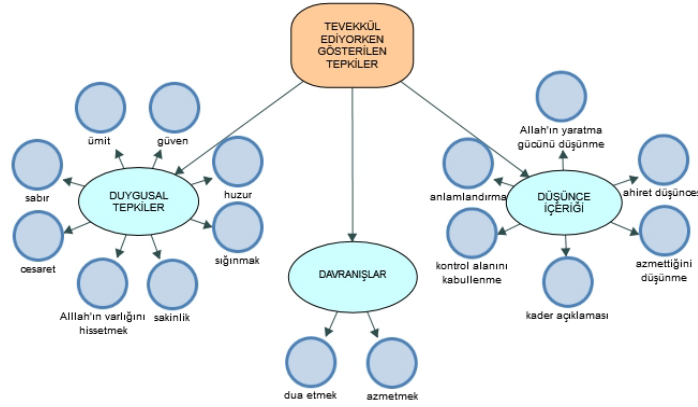 TEVEKKÜL
EDİYORKEN
GÖSTERİLEN
TEPKİLER
ümit
güven
sabır
huzur
DUYGUSAL
TEPKİLER
cesaret
sığınmak
Alllah'ın varlığını
hissetmek
sakinlik
DAVRANIŞLAR
dua etmek
azmetmek
Allah'ın yaratma
gücünü düşünme
anlamlandırma
ahiret düşünces
DÜŞÜNCE
İÇERİĞİ
kontrol alanını
kabullenme
azmettiğini
düşünme
kader açıklaması